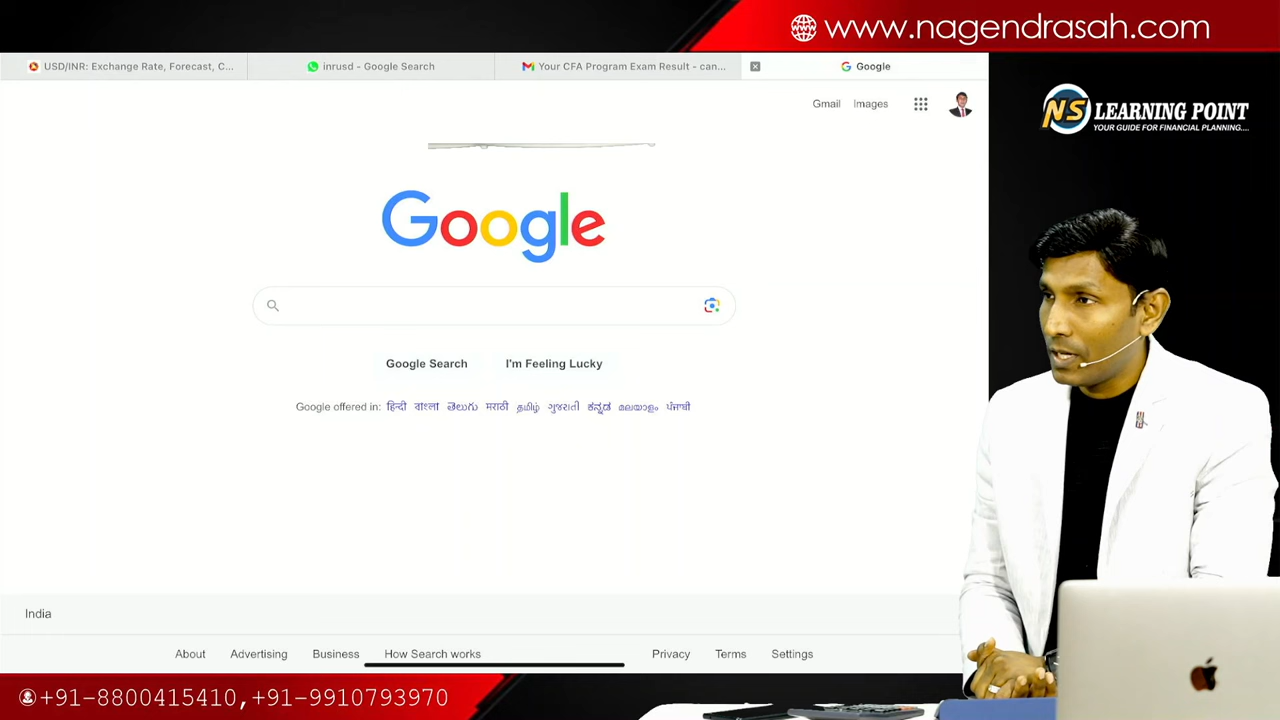 www.nagendrasah.com
USD/INR: Exchange Rate, Forecast, C...
inrusd - Google Search
Your CFA Program Exam Result - can...
Google
Gmail Images
NS LEARNING POINT
YOUR GUIDE FOR FINANCIAL PLANNING....
Google
Google Search
I'm Feeling Lucky
Google offered in: हिन्दी বাংলা తెలుగు मराठी தமிழ் ગુજરાતી ಕನ್ನಡ മലയാളം ਪੰਜਾਬੀ
India
About Advertising Business How Search works Privacy Terms Settings
+91-8800415410,+91-9910793970